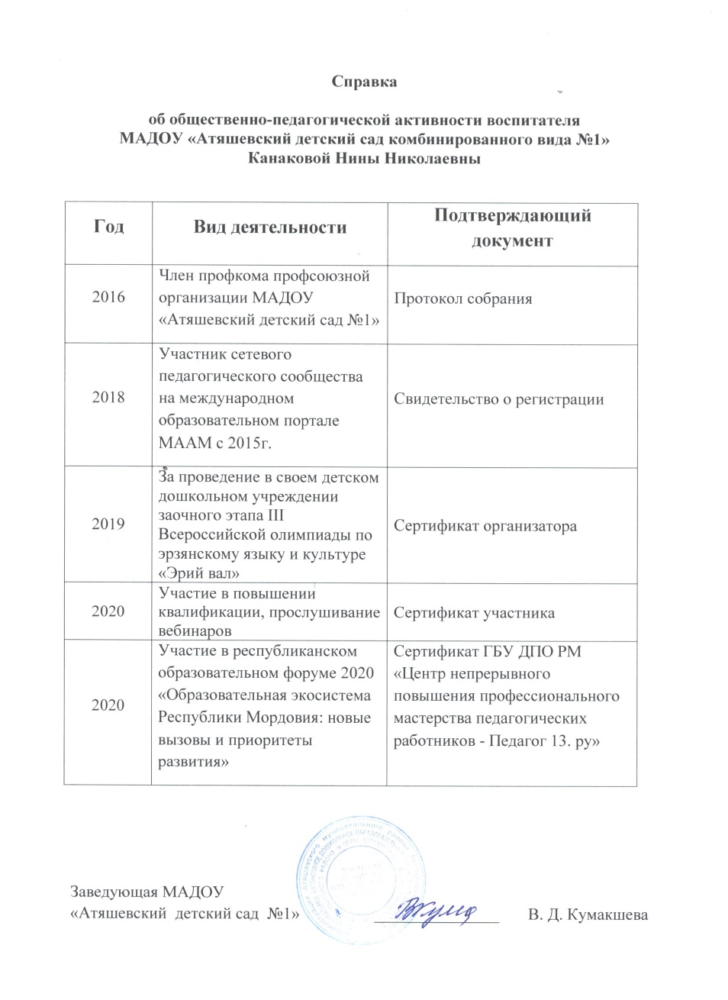 Справка
об общественно-педагогической активности воспитателя
МАДОУ «Атяшевский детский сад комбинированного вида №1»
Канаковой Нины Николаевны
Год
Вид деятельности
Подтверждающий
документ
2016
Член профкома профсоюзной
организации МАДОУ
«Атяшевский детский сад №1»
Протокол собрания
2018
Участник сетевого
педагогического сообщества
на международном
образовательном портале
МААМ с 2015г.
Свидетельство о регистрации
2019
За проведение в своем детском
дошкольном учреждении
заочного этапа III
Всероссийской олимпиады по
эрзянскому языку и культуре
«Эрий вал»
Сертификат организатора
2020
Участие в повышении
квалификации, прослушивание
вебинаров
Сертификат участника
2020
Участие в республиканском
образовательном форуме 2020
«Образовательная экосистема
Республики Мордовия: новые
вызовы и приоритеты
развития»
Сертификат ГБУ ДПО РМ
«Центр непрерывного
повышения профессионального
мастерства педагогических
работников - Педагог 13. ру»
Атяшевского муниципального района
Заведующая МАДОУ
«Атяшевский детский сад №1»
В. Д. Кумакшева